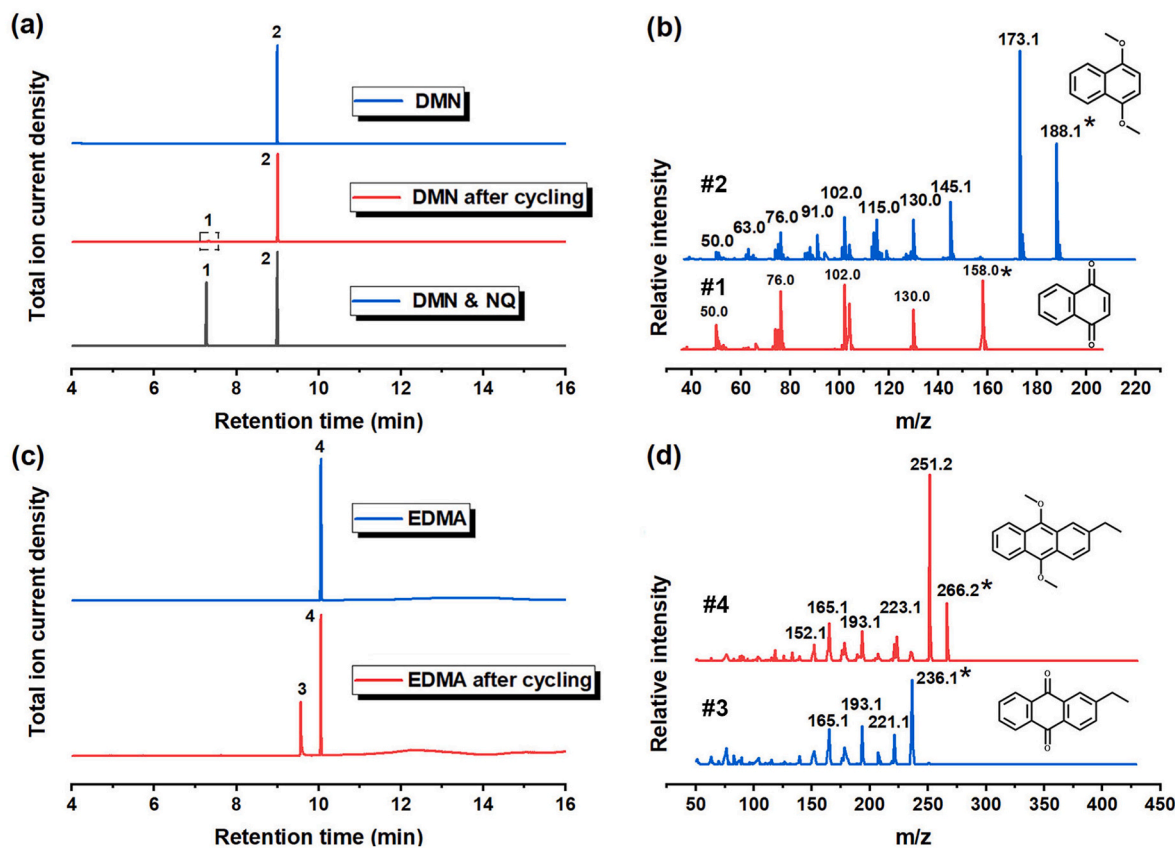 (a)
Total ion current density
2
DMN
2
DMN after cycling
1
1
2
DMN & NQ
4 6 8 10 12 14 16
Retention time (min)
(b)
Relative intensity
173.1
O
O
188.1*
#2
50.0 63.0 76.0 91.0 102.0 115.0 130.0 145.1
#1
50.0 76.0 102.0 130.0 158.0*
O
O
40 60 80 100 120 140 160 180 200 220
m/z
(c)
Total ion current density
4
EDMA
4
3
EDMA after cycling
4 6 8 10 12 14 16
Retention time (min)
(d)
Relative intensity
251.2
O
O
266.2*
#4
152.1 165.1 193.1 223.1
#3
165.1 193.1 221.1 236.1*
O
O
50 100 150 200 250 300 350 400 450
m/z